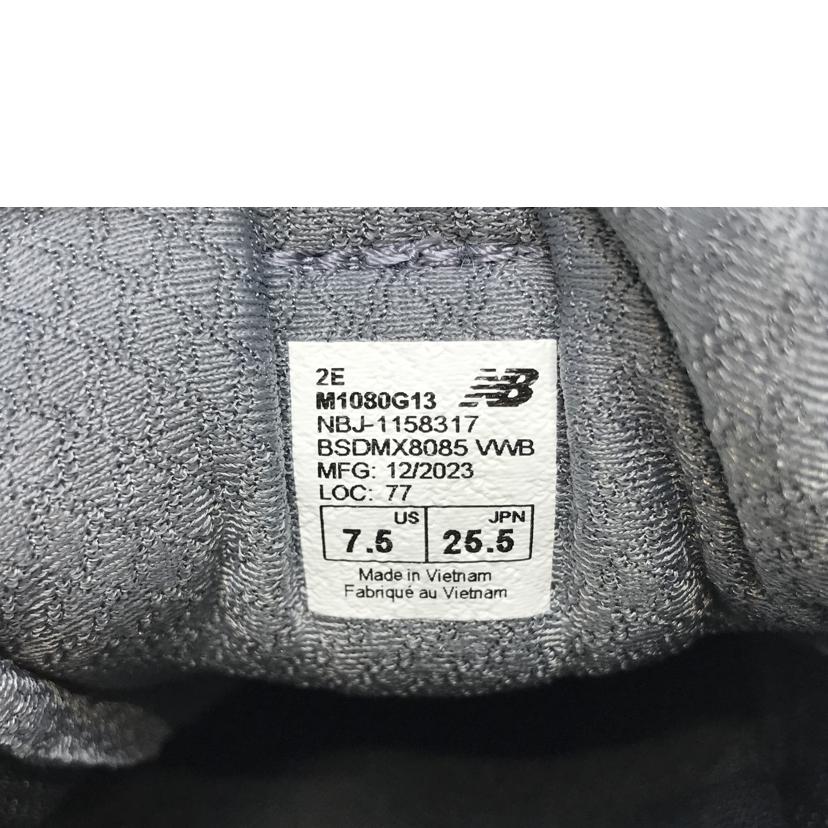 2E
M1080G13
NB
NBJ-1158317
BSDMX8085 VWB
MFG: 12/2023
LOC: 77
US JPN
7.5 25.5
Made in Vietnam
Fabriqué au Vietnam